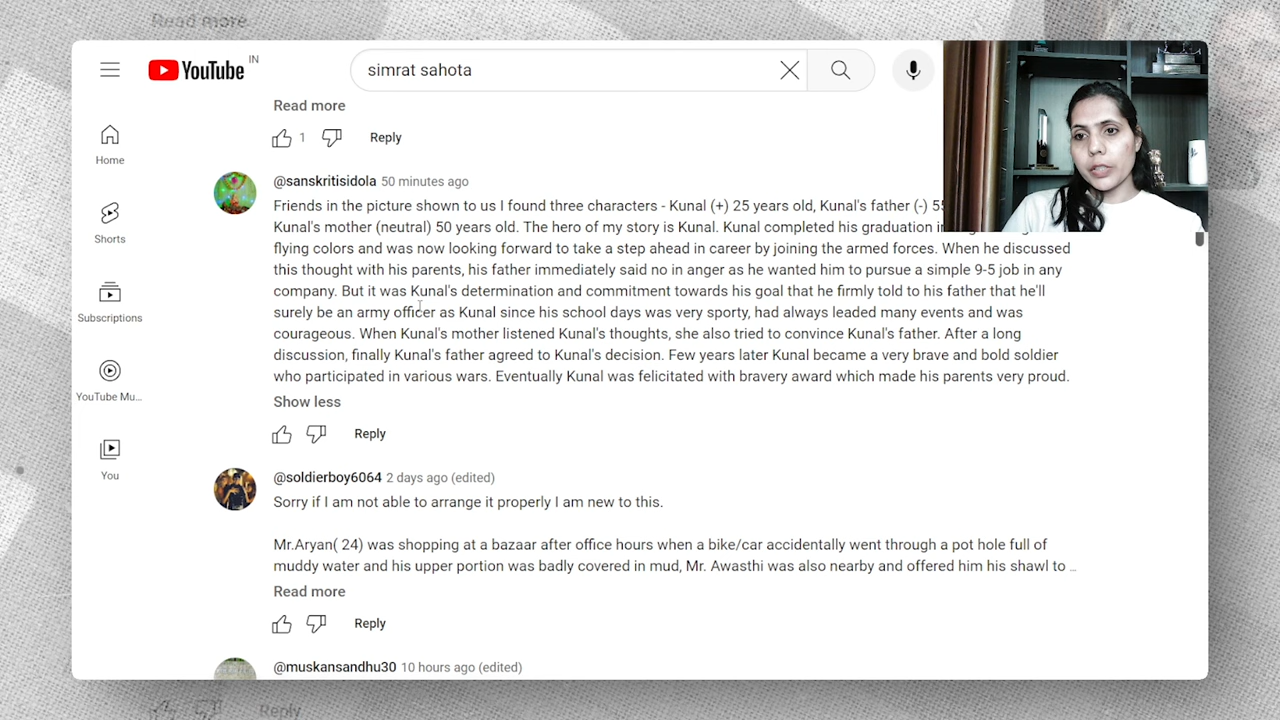 Read more
YouTube IN
simrat sahota
Read more
1 Reply
Home
Shorts
Subscriptions
YouTube Mu...
You
@sanskritisidola 50 minutes ago
Friends in the picture shown to us I found three characters - Kunal (+) 25 years old, Kunal's father (-) 55
Kunal's mother (neutral) 50 years old. The hero of my story is Kunal. Kunal completed his graduation in
flying colors and was now looking forward to take a step ahead in career by joining the armed forces. When he discussed
this thought with his parents, his father immediately said no in anger as he wanted him to pursue a simple 9-5 job in any
company. But it was Kunal's determination and commitment towards his goal that he firmly told to his father that he'll
surely be an army officer as Kunal since his school days was very sporty, had always leaded many events and was
courageous. When Kunal's mother listened Kunal's thoughts, she also tried to convince Kunal's father. After a long
discussion, finally Kunal's father agreed to Kunal's decision. Few years later Kunal became a very brave and bold soldier
who participated in various wars. Eventually Kunal was felicitated with bravery award which made his parents very proud.
Show less
Reply
@soldierboy6064 2 days ago (edited)
Sorry if I am not able to arrange it properly I am new to this.
Mr.Aryan( 24) was shopping at a bazaar after office hours when a bike/car accidentally went through a pot hole full of
muddy water and his upper portion was badly covered in mud, Mr. Awasthi was also nearby and offered him his shawl to ...
Read more
Reply
@muskansandhu30 10 hours ago (edited)
Reply